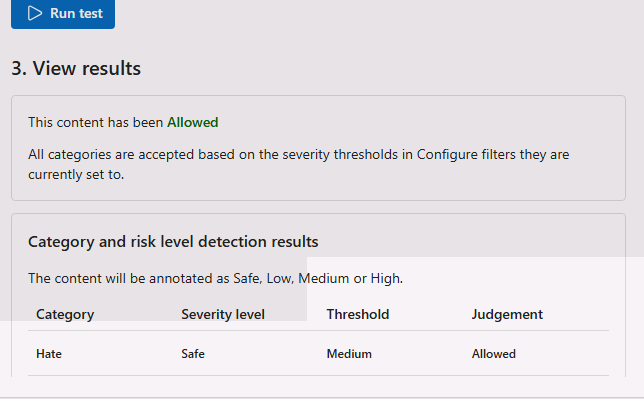 Run test
3. View results
This content has been Allowed
All categories are accepted based on the severity thresholds in Configure filters they are
currently set to.
Category and risk level detection results
The content will be annotated as Safe, Low, Medium or High.
Category Severity level Threshold Judgement
Hate Safe Medium Allowed